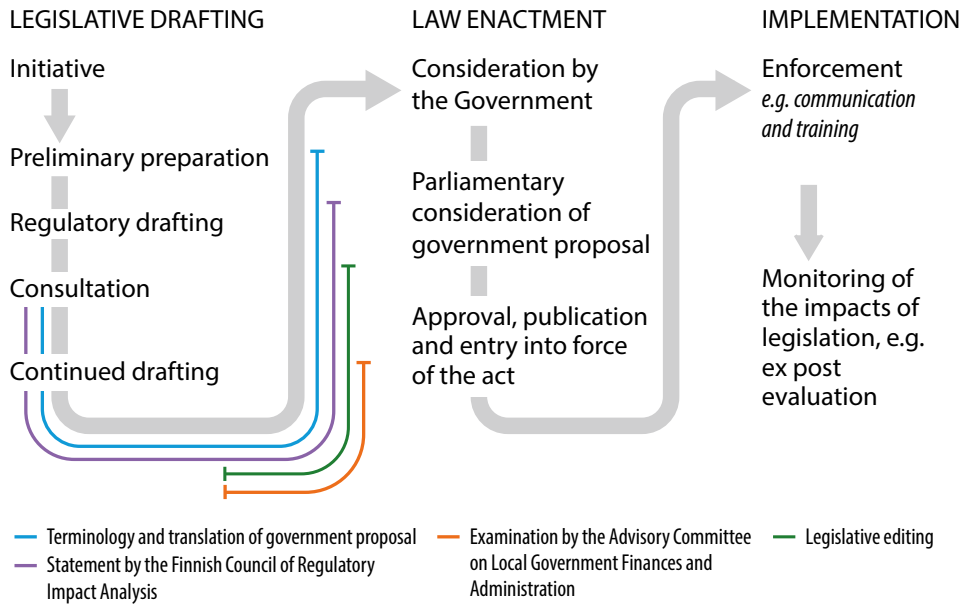 LEGISLATIVE DRAFTING
Initiative
Preliminary preparation
Regulatory drafting
Consultation
Continued drafting
LAW ENACTMENT
Consideration by
the Government
Parliamentary
consideration of
government proposal
Approval, publication
and entry into force
of the act
IMPLEMENTATION
Enforcement
e.g. communication
and training
Monitoring of
the impacts of
legislation, e.g.
ex post
evaluation
Terminology and translation of government proposal
Statement by the Finnish Council of Regulatory
Impact Analysis
Examination by the Advisory Committee
on Local Government Finances and
Administration
Legislative editing